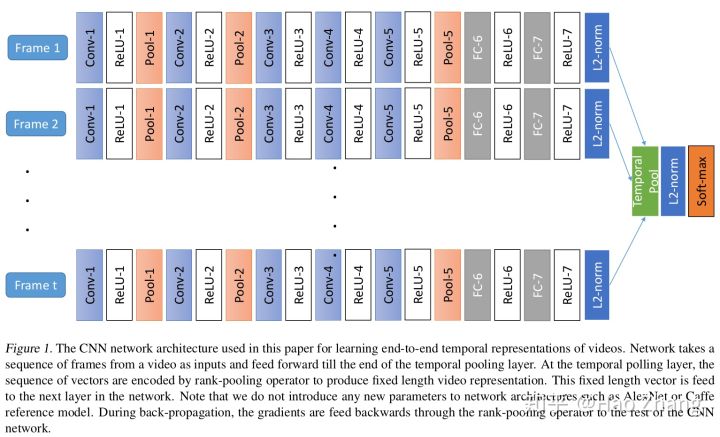 Frame 1 Conv-1 ReLU-1 Pool-1 Conv-2 ReLU-2 Pool-2 Conv-3 ReLU-3 Conv-4 ReLU-4 Conv-5 ReLU-5 Pool-5 FC-6 ReLU-6 FC-7 ReLU-7 L2-norm
Frame 2 Conv-1 ReLU-1 Pool-1 Conv-2 ReLU-2 Pool-2 Conv-3 ReLU-3 Conv-4 ReLU-4 Conv-5 ReLU-5 Pool-5 FC-6 ReLU-6 FC-7 ReLU-7 L2-norm
Temporal Pool L2-norm Soft-max
Frame t Conv-1 ReLU-1 Pool-1 Conv-2 ReLU-2 Pool-2 Conv-3 ReLU-3 Conv-4 ReLU-4 Conv-5 ReLU-5 Pool-5 FC-6 ReLU-6 FC-7 ReLU-7 L2-norm
Figure 1. The CNN network architecture used in this paper for learning end-to-end temporal representations of videos. Network takes a
sequence of frames from a video as inputs and feed forward till the end of the temporal pooling layer. At the temporal polling layer, the
sequence of vectors are encoded by rank-pooling operator to produce fixed length video representation. This fixed length vector is feed
to the next layer in the network. Note that we do not introduce any new parameters to network architectures such as AlexNet or Caffe
reference model. During back-propagation, the gradients are feed backwards through the rank-pooling operator to the rest of the CNN
network.
知乎 @Hao Zhang